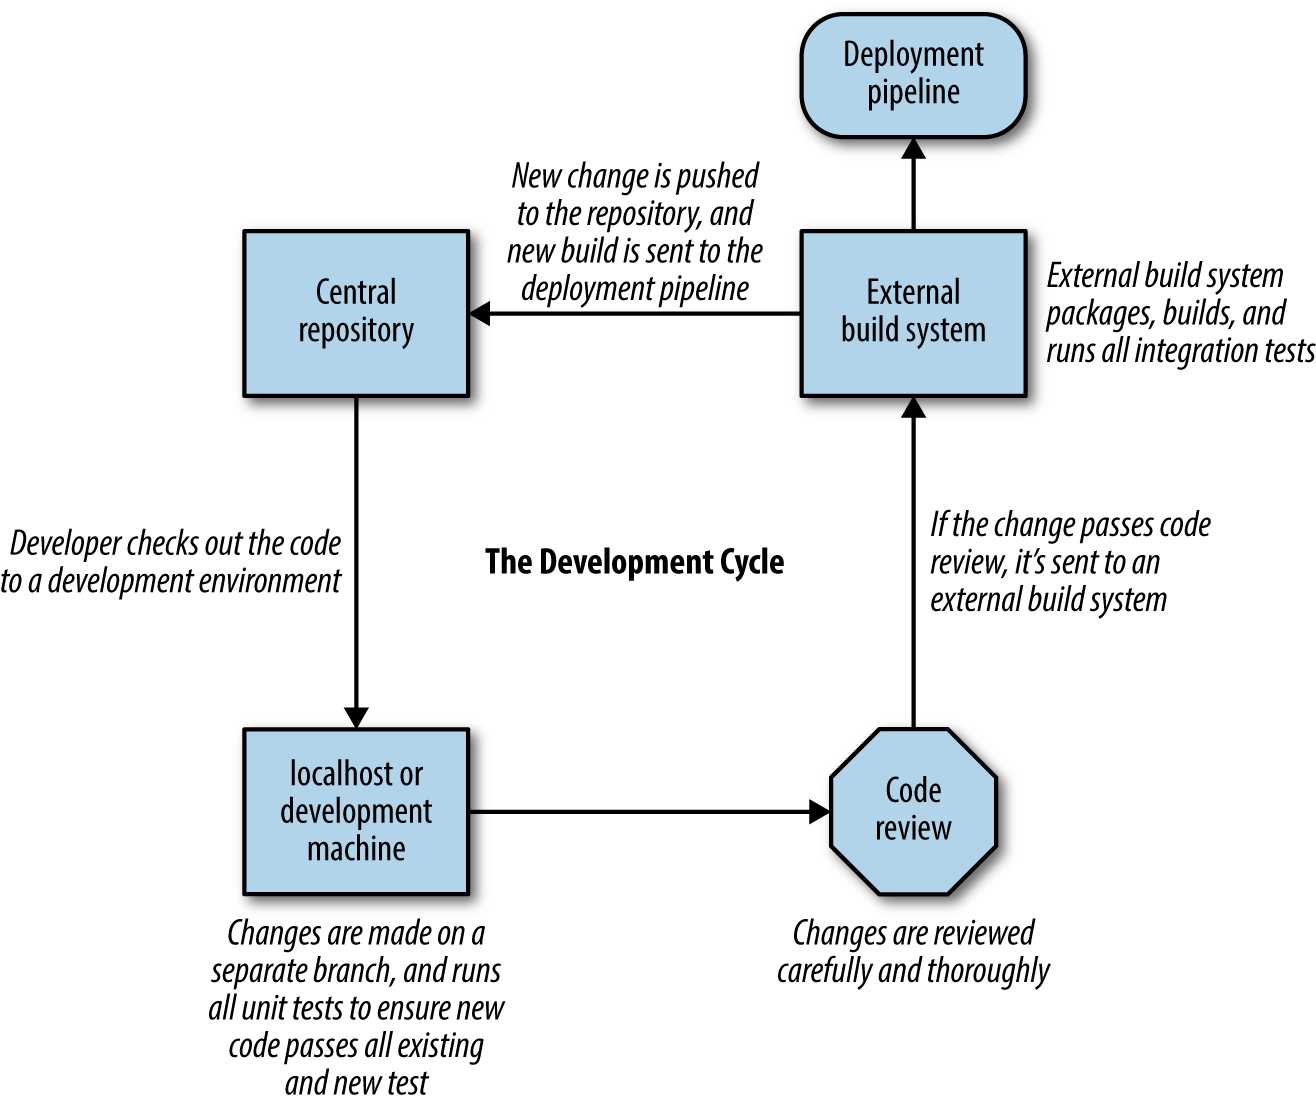 Deployment
pipeline
New change is pushed
to the repository, and
new build is sent to the
deployment pipeline
Central
repository
External
build system
External build system
packages, builds, and
runs all integration tests
Developer checks out the code
to a development environment
The Development Cycle
If the change passes code
review, it’s sent to an
external build system
localhost or
development
machine
Code
review
Changes are made on a
separate branch, and runs
all unit tests to ensure new
code passes all existing
and new test
Changes are reviewed
carefully and thoroughly